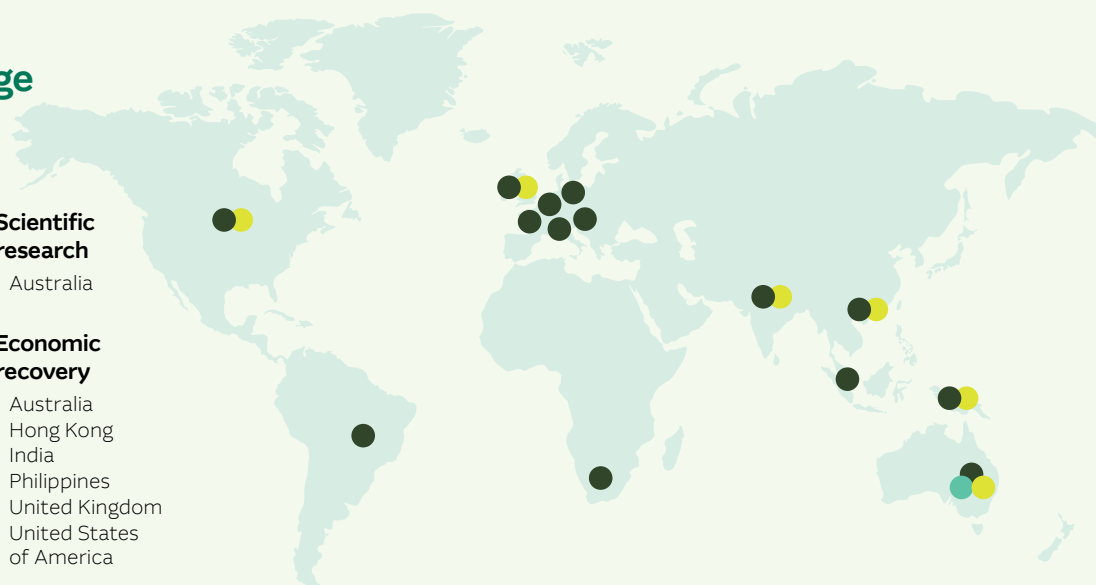 ge
Scientific
research
Australia
Economic
recovery
Australia
Hong Kong
India
Philippines
United Kingdom
United States
of America